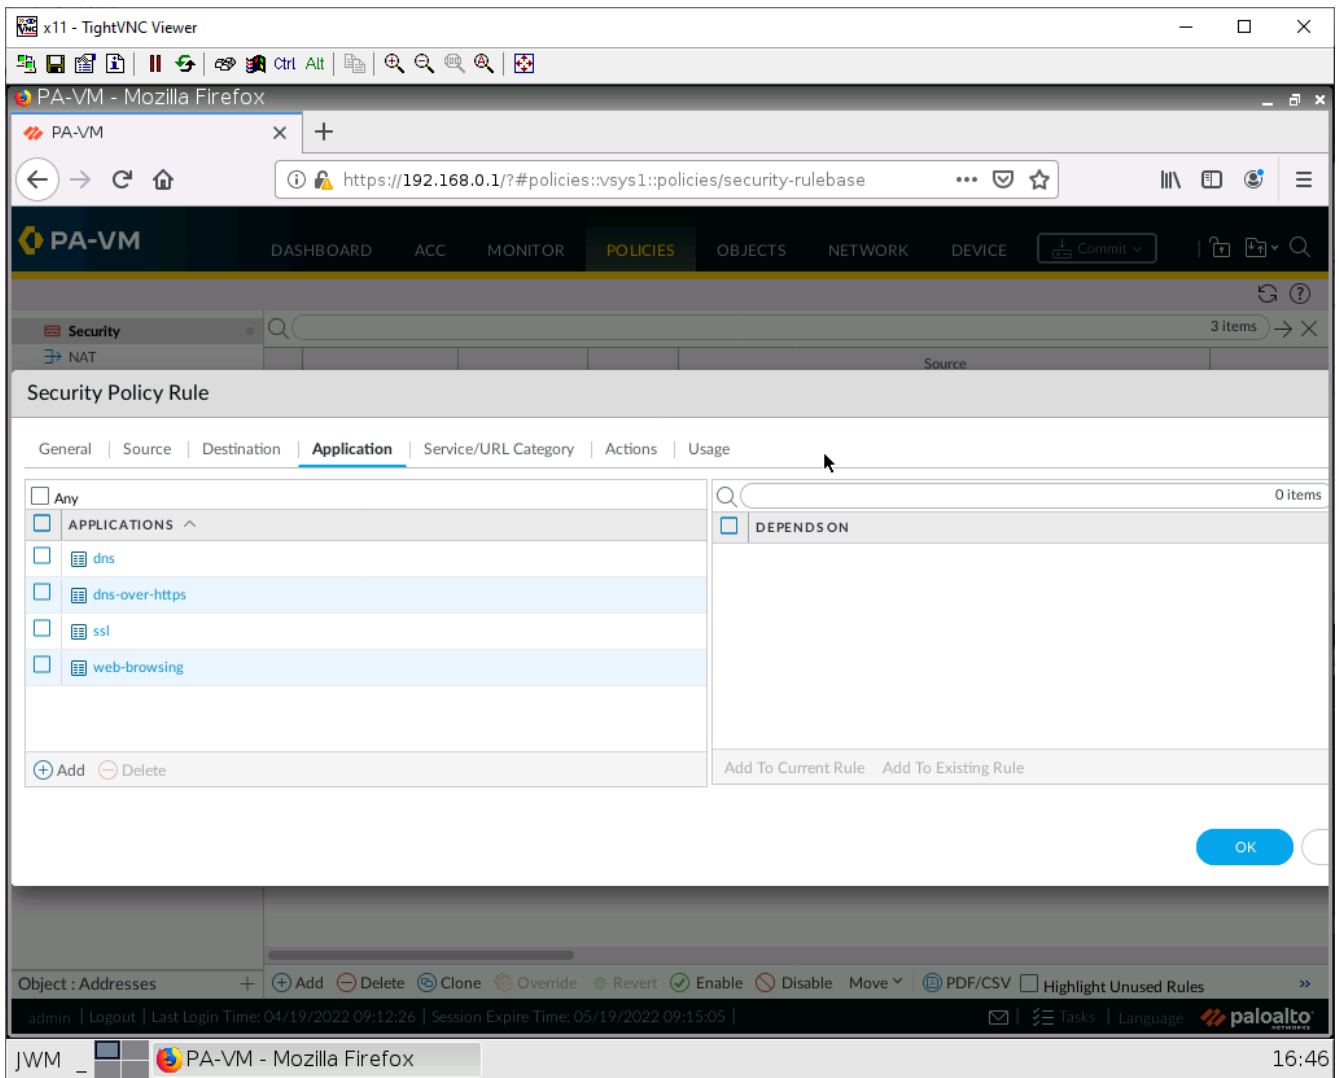 x11 - TightVNC Viewer
Ctrl Alt
PA-VM - Mozilla Firefox
PA-VM
https://192.168.0.1/?#policies::vsys1::policies/security-rulebase
PA-VM
DASHBOARD ACC MONITOR POLICIES OBJECTS NETWORK DEVICE Commit
Security
3 items
NAT
Source
Security Policy Rule
General Source Destination Application Service/URL Category Actions Usage
Any
0 items
APPLICATIONS
DEPENDS ON
dns
dns-over-https
ssl
web-browsing
Add Delete
Add To Current Rule Add To Existing Rule
OK
Object : Addresses
Add Delete Clone Override Revert Enable Disable Move PDF/CSV Highlight Unused Rules
admin | Logout | Last Login Time: 04/19/2022 09:12:26 | Session Expire Time: 05/19/2022 09:15:05 |
Tasks | Language paloalto NETWORKS
JWM PA-VM - Mozilla Firefox 16:46